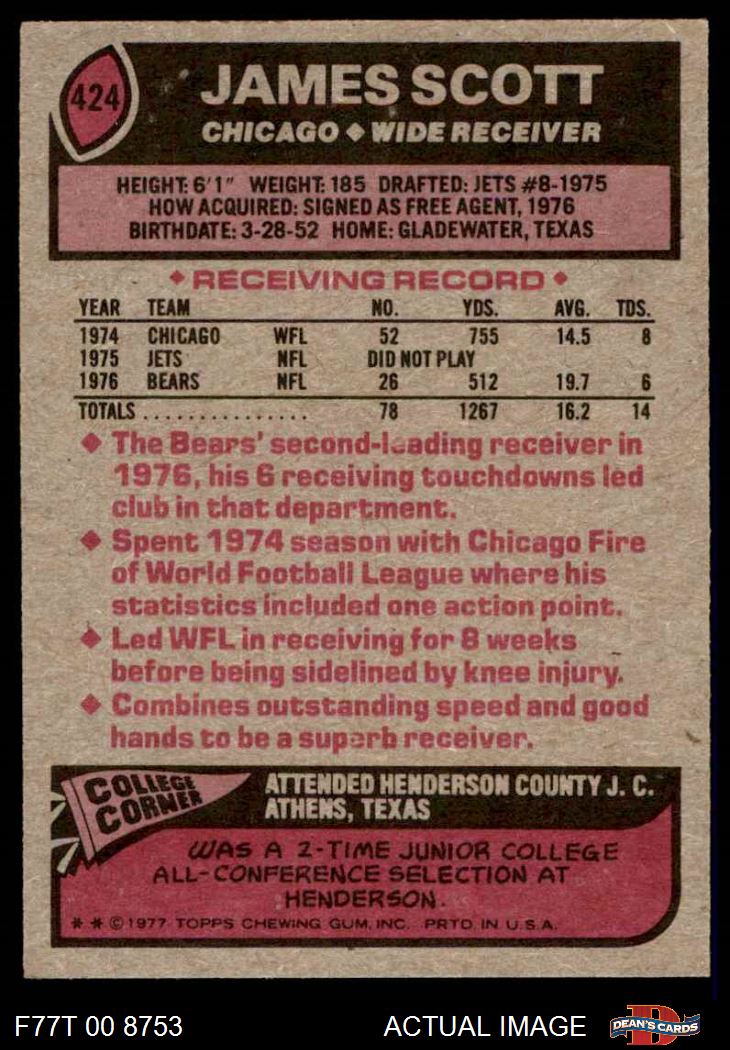 424
JAMES SCOTT
CHICAGO ◆ WIDE RECEIVER
HEIGHT: 6'1" WEIGHT: 185 DRAFTED: JETS #8-1975
HOW ACQUIRED: SIGNED AS FREE AGENT, 1976
BIRTHDATE: 3-28-52 HOME: GLADEWATER, TEXAS
◆ RECEIVING RECORD ◆
YEAR TEAM NO. YDS. AVG. TDS.
1974 CHICAGO WFL 52 755 14.5 8
1975 JETS NFL DID NOT PLAY
1976 BEARS NFL 26 512 19.7 6
TOTALS ................ 78 1267 16.2 14
◆ The Bears' second-leading receiver in
1976, his 6 receiving touchdowns led
club in that department.
◆ Spent 1974 season with Chicago Fire
of World Football League where his
statistics included one action point.
◆ Led WFL in receiving for 8 weeks
before being sidelined by knee injury.
◆ Combines outstanding speed and good
hands to be a superb receiver.
COLLEGE
CORNER
ATTENDED HENDERSON COUNTY J. C.
ATHENS, TEXAS
WAS A 2-TIME JUNIOR COLLEGE
ALL-CONFERENCE SELECTION AT
HENDERSON.
* * © 1977 TOPPS CHEWING GUM, INC. PRTD. IN U.S.A.
F77T 00 8753 ACTUAL IMAGE
D
DEAN'S CARDS